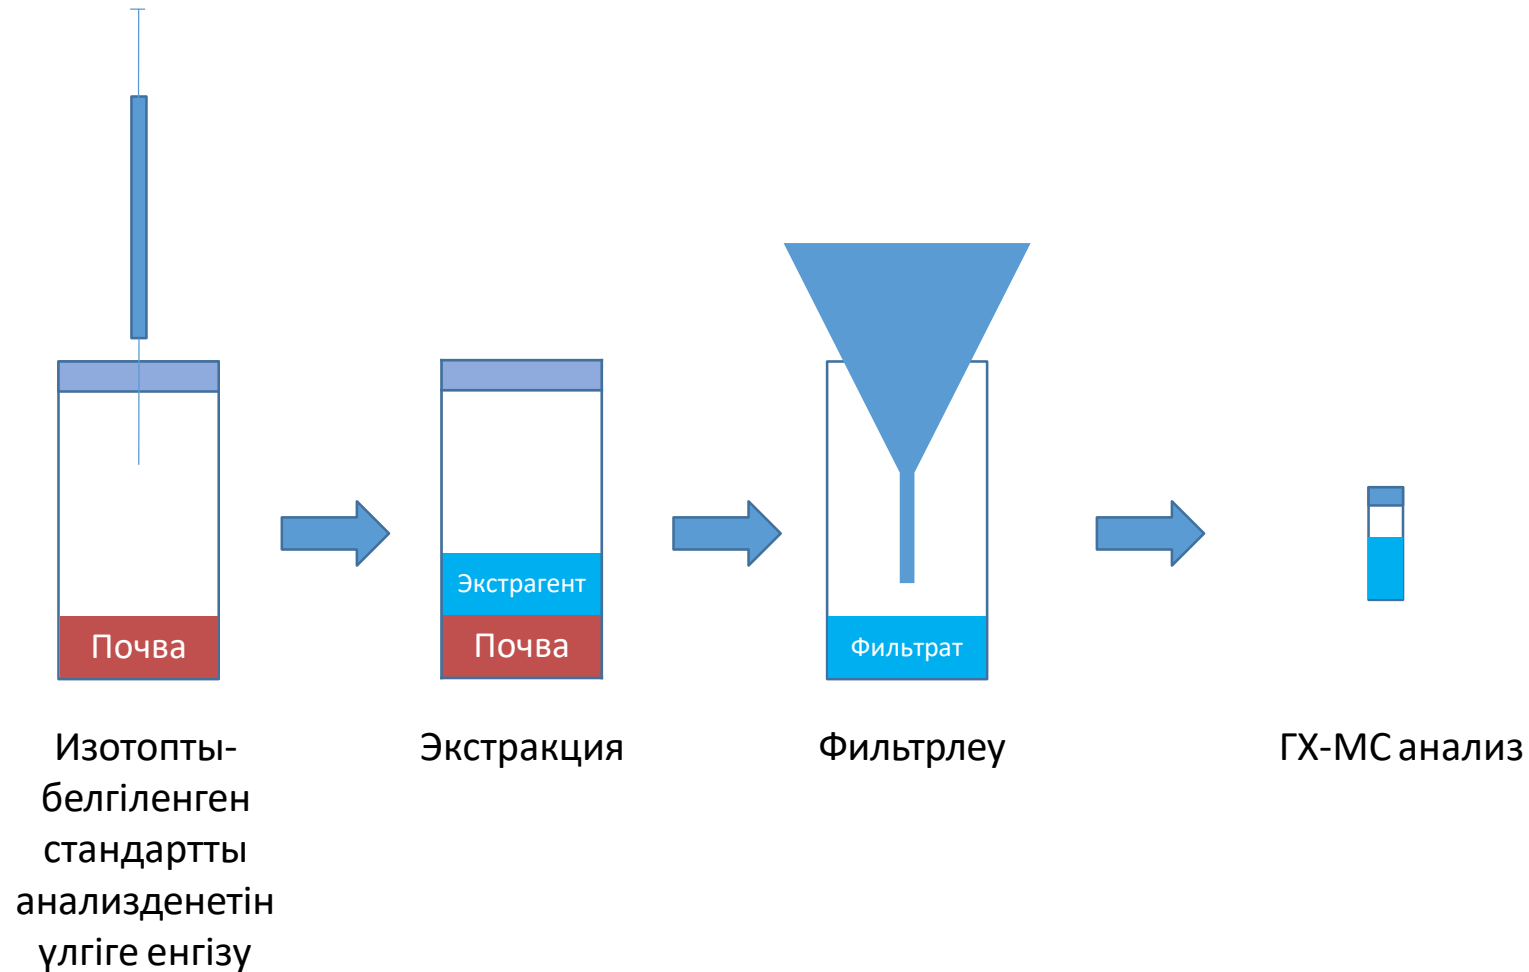 Почва
Экстрагент
Почва
Фильтрат
Изотопты-
белгіленген
стандартты
анализденетін
үлгіге енгізу
Экстракция
Фильтрлеу
ГХ-МС анализ